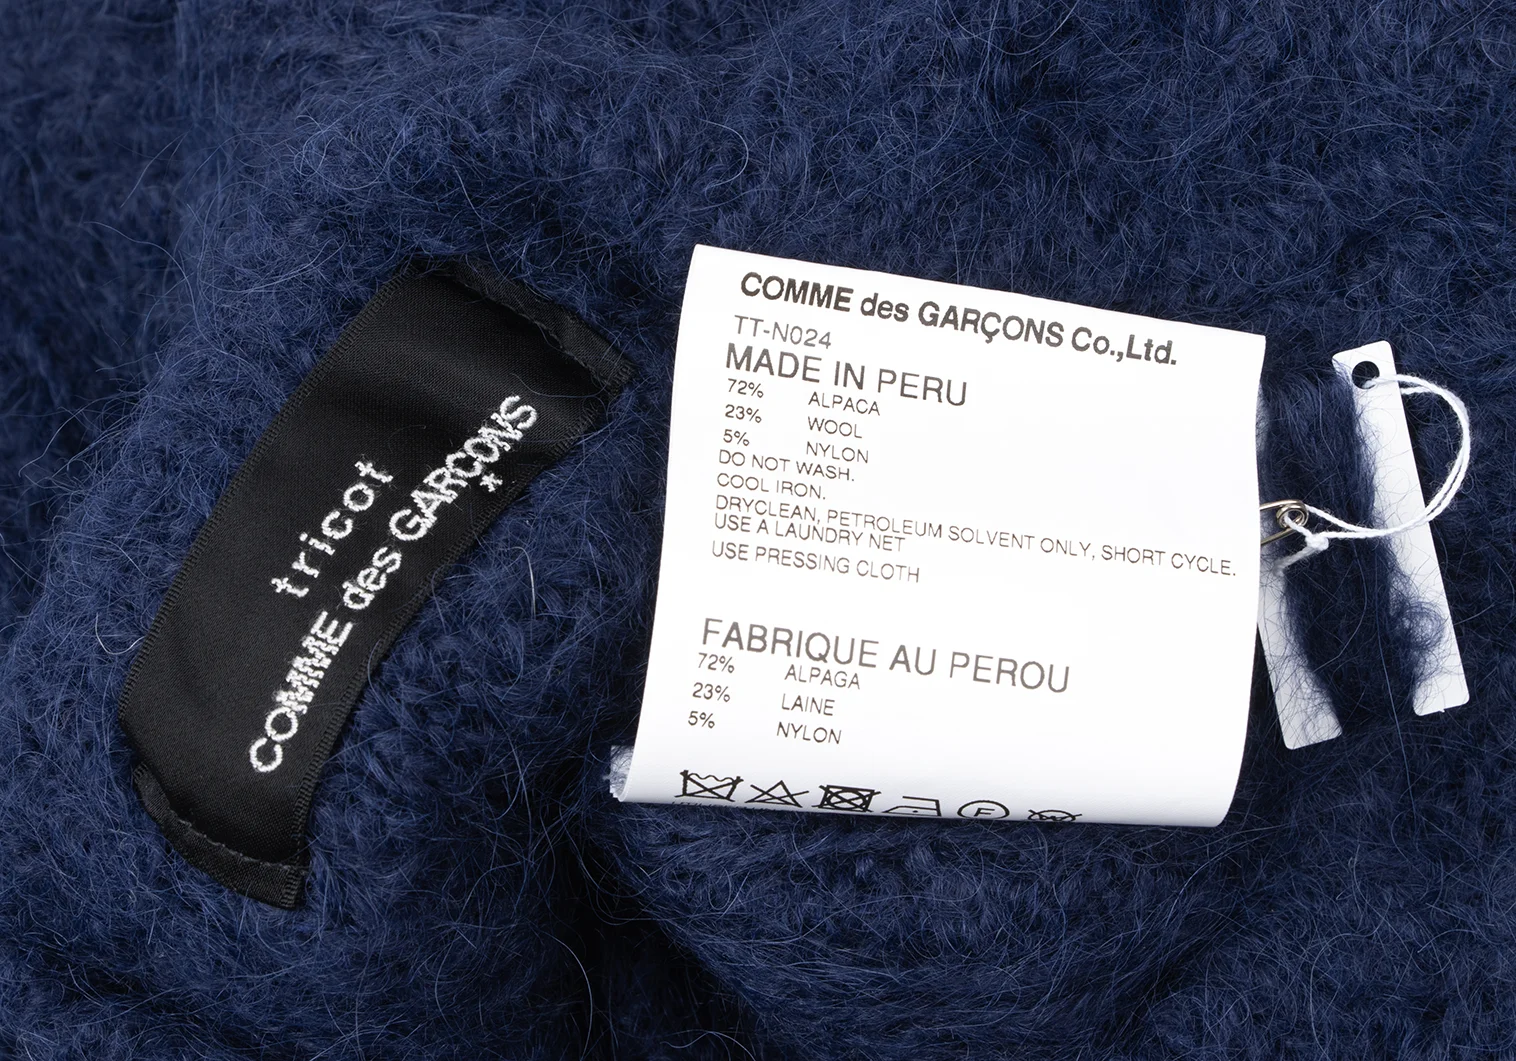 tricot
COMME des GARÇONS
COMME des GARÇONS Co.,Ltd.
TT-N024
MADE IN PERU
72% ALPACA
23% WOOL
5% NYLON
DO NOT WASH.
COOL IRON.
DRYCLEAN, PETROLEUM SOLVENT ONLY, SHORT CYCLE.
USE A LAUNDRY NET
USE PRESSING CLOTH
FABRIQUE AU PEROU
72% ALPAGA
23% LAINE
5% NYLON
F